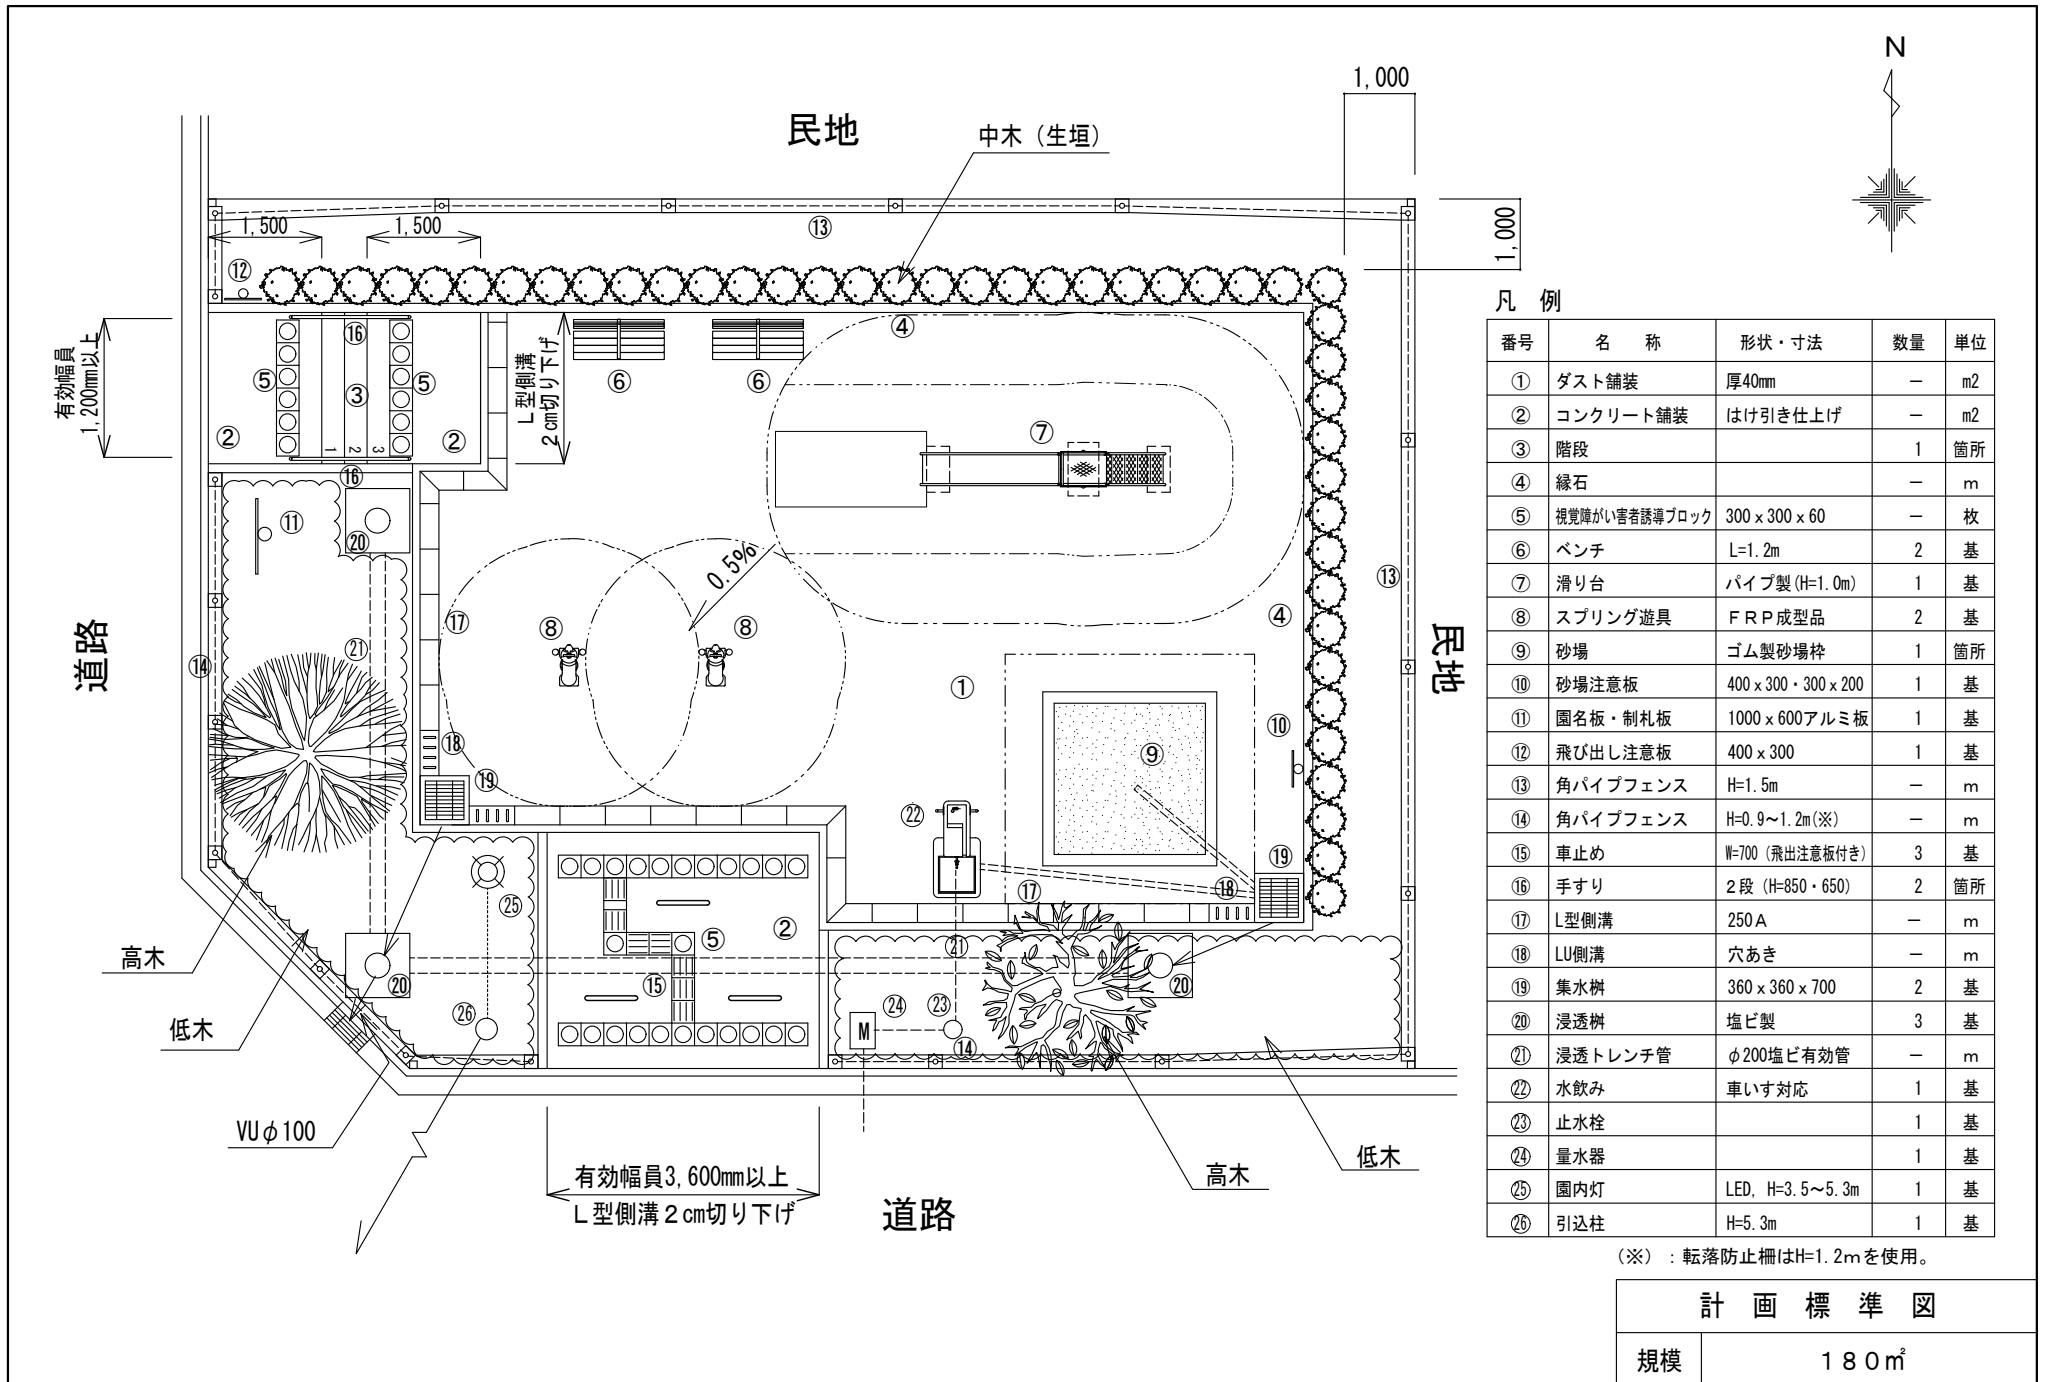 N
1,000
民地
中木（生垣）
1,500
1,500
⑬
1,000
⑫
凡 例
番号 名 称 形状・寸法 数量 単位
① ダスト舗装 厚40mm － m2
② コンクリート舗装 はけ引き仕上げ － m2
③ 階段 1 箇所
④ 縁石 － m
⑤ 視覚障がい害者誘導ブロック 300x300x60 － 枚
⑥ ベンチ L=1.2m 2 基
⑦ 滑り台 パイプ製(H=1.0m) 1 基
⑧ スプリング遊具 ＦＲＰ成型品 2 基
⑨ 砂場 ゴム製砂場枠 1 箇所
⑩ 砂場注意板 400x300・300x200 1 基
⑪ 園名板・制札板 1000x600アルミ板 1 基
⑫ 飛び出し注意板 400x300 1 基
⑬ 角パイプフェンス H=1.5m － m
⑭ 角パイプフェンス H=0.9～1.2m(※) － m
⑮ 車止め W=700（飛出注意板付き） 3 基
⑯ 手すり ２段（H=850・650） 2 箇所
⑰ L型側溝 250Ａ － m
⑱ LU側溝 穴あき － m
⑲ 集水桝 360x360x700 2 基
⑳ 浸透桝 塩ビ製 3 基
㉑ 浸透トレンチ管 φ200塩ビ有効管 － m
㉒ 水飲み 車いす対応 1 基
㉓ 止水栓 1 基
㉔ 量水器 1 基
㉕ 園内灯 LED, H=3.5～5.3m 1 基
㉖ 引込柱 H=5.3m 1 基
（※）：転落防止柵はH=1.2mを使用。
計画標準図
規模 １８０㎡
有効幅員
1,200mm以上
⑯
⑤
③
⑤
②
②
1
2
3
⑯
Ｌ型側溝
２cm切り下げ
⑥
⑥
④
⑦
⑪
⑳
0.5%
⑬
④
民地
道路
⑭
㉑
⑰
⑧
⑧
①
⑩
⑨
⑱
⑲
㉒
⑲
⑰
⑱
㉕
⑤
②
㉑
⑮
⑳
㉖
㉔
㉓
M
⑭
⑳
高木
低木
VUφ100
有効幅員3,600mm以上
Ｌ型側溝２cm切り下げ
道路
高木
低木